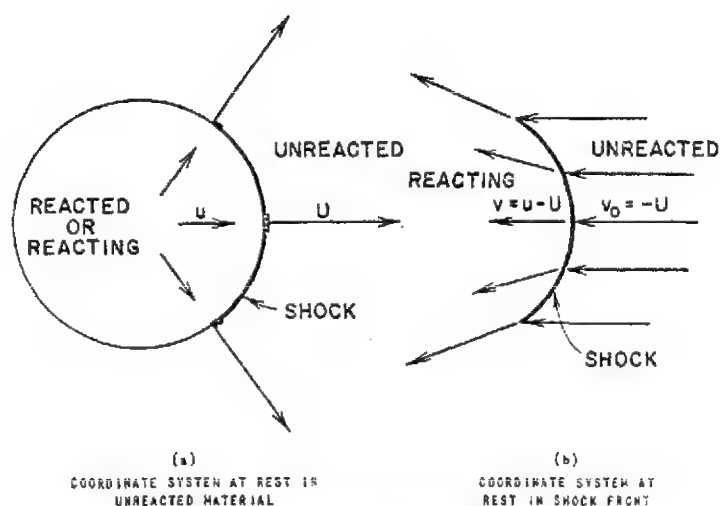 UNREACTED
REACTED
OR
REACTING
u
U
SHOCK
(a)
COORDINATE SYSTEM AT REST IN
UNREACTED MATERIAL
UNREACTED
REACTING
v=u-U
v₀=-U
SHOCK
(b)
COORDINATE SYSTEM AT
REST IN SHOCK FRONT